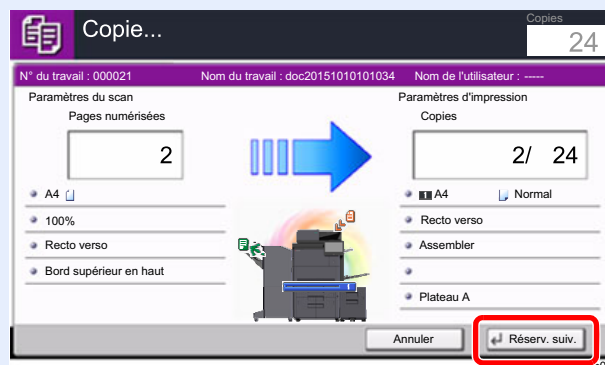 Copie...
Copies
24
N° du travail : 000021 Nom du travail : doc20151010101034 Nom de l'utilisateur : -----
Paramètres du scan
Pages numérisées
2
A4
100%
Recto verso
Bord supérieur en haut
Paramètres d'impression
Copies
2/ 24
1 A4 Normal
Recto verso
Assembler
Plateau A
Annuler Réserv. suiv.